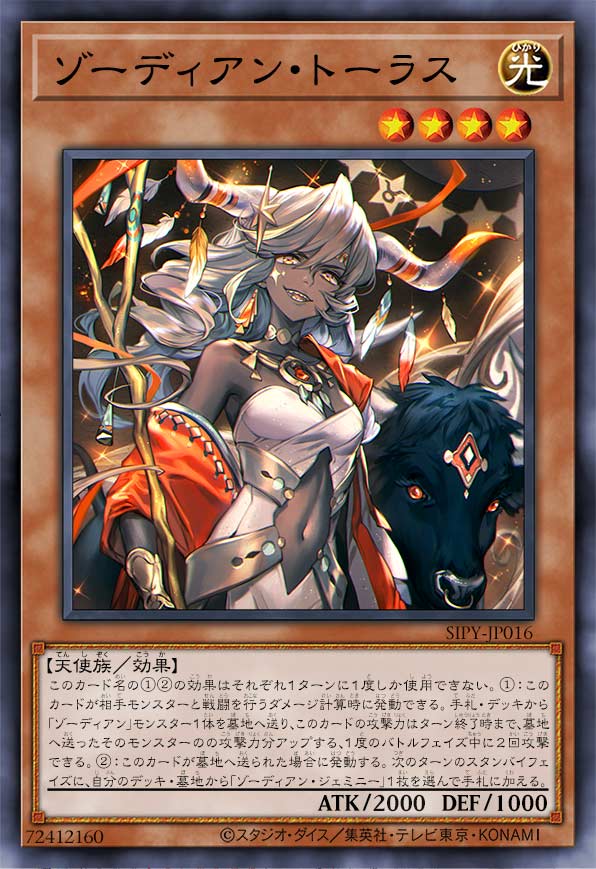 ゾーディアン・トーラス
ひかり
光
SIPY-JP016
【天使族/効果】
このカード名の①②の効果はそれぞれ1ターンに1度しか使用できない。①:この
カードが相手モンスターと戦闘を行うダメージ計算時に発動できる。手札・デッキから
「ゾーディアン」モンスター1体を墓地へ送り、このカードの攻撃力はターン終了時まで、墓地
へ送ったそのモンスターのの攻撃力分アップする、1度のバトルフェイズ中に2回攻撃
できる。②:このカードが墓地へ送られた場合に発動する。次のターンのスタンバイフェ
イズに、自分のデッキ・墓地から「ゾーディアン・ジェミニー」1枚を選んで手札に加える。
ATK/2000 DEF/1000
72412160 ©スタジオ・ダイス/集英社・テレビ東京・KONAMI